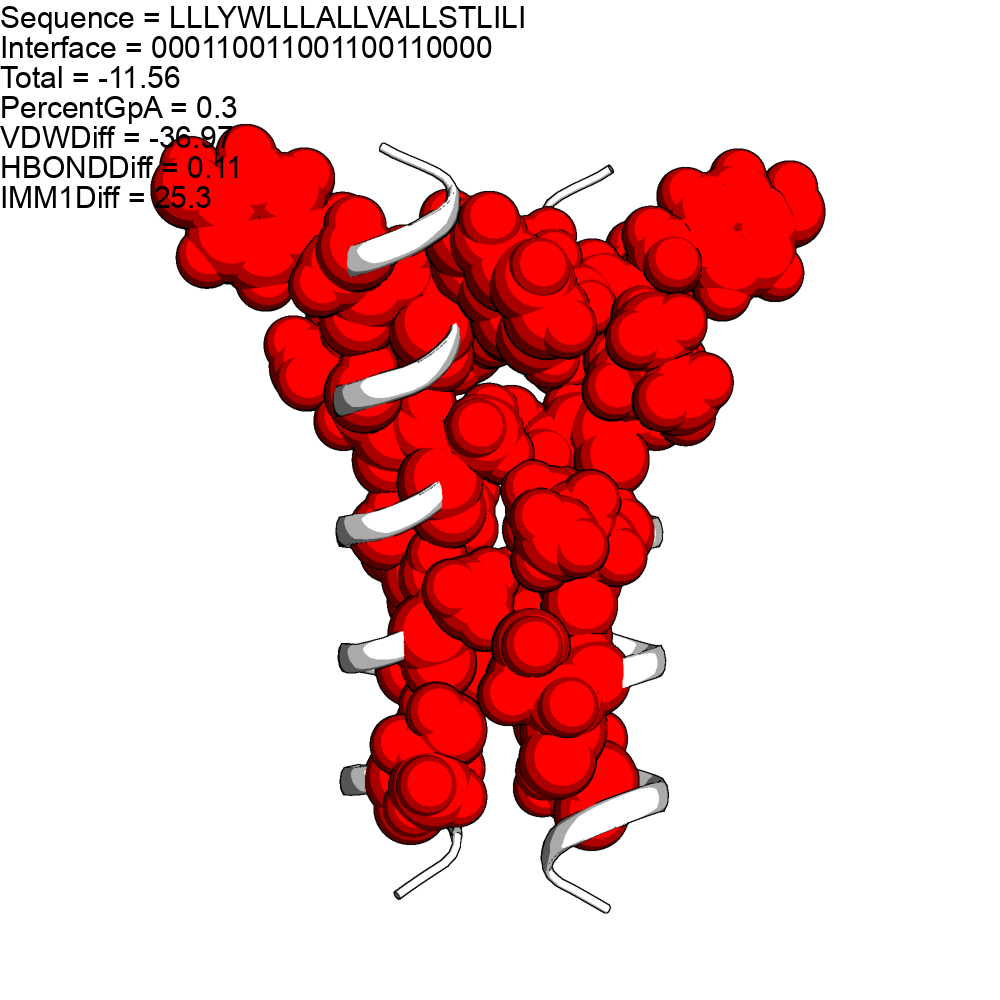 Sequence = LLLYWLLLALLVALLSTLILI
Interface = 000110011001100110000
Total = -11.56
PercentGpA = 0.3
VDWDiff = -36.97
HBONDDiff = 0.11
IMM1Diff = 25.3